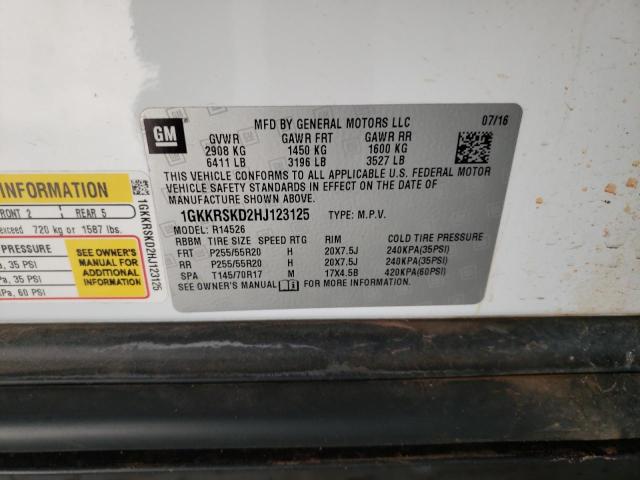 GM
MFD BY GENERAL MOTORS LLC 07/16
GVWR GAWR FRT GAWR RR
2908 KG 1450 KG 1600 KG
6411 LB 3196 LB 3527 LB
THIS VEHICLE CONFORMS TO ALL APPLICABLE U.S. FEDERAL MOTOR
VEHICLE SAFETY STANDARDS IN EFFECT ON THE DATE OF
MANUFACTURE SHOWN ABOVE.
1GKKRSKD2HJ123125 TYPE: M.P.V.
MODEL: R14526
RBBM TIRE SIZE SPEED RTG RIM COLD TIRE PRESSURE
FRT P255/55R20 H 20X7.5J 240KPA(35PSI)
RR P255/55R20 H 20X7.5J 240KPA(35PSI)
SPA T145/70R17 M 17X4.5B 420KPA(60PSI)
SEE OWNER'S MANUAL FOR MORE INFORMATION.
INFORMATION
FRONT 2 REAR 5
exceed 720 kg or 1587 lbs.
PRESSURE
, 35 PSI
a, 35 PSI
Pa, 60 PSI
SEE OWNER'S
MANUAL FOR
ADDITIONAL
INFORMATION
1GKKRSKD2HJ123125